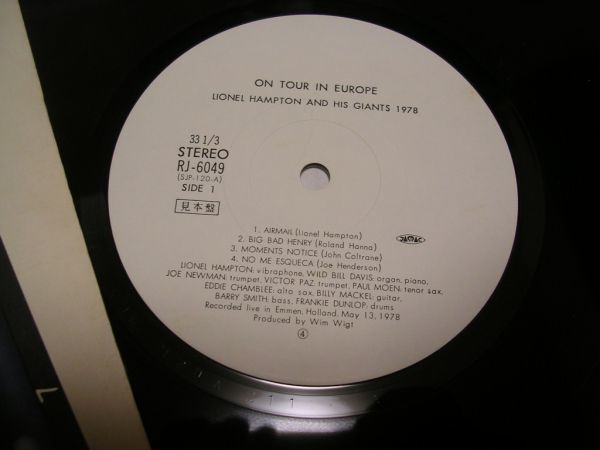 ON TOUR IN EUROPE
LIONEL HAMPTON AND HIS GIANTS 1978
33 1/3
STEREO
RJ-6049
(SJP-120-A)
SIDE 1
見本盤
1. AIRMAIL (Lionel Hampton)
2. BIG BAD HENRY (Roland Hanna)
3. MOMENTS NOTICE (John Coltrane)
4. NO ME ESQUECA (Joe Henderson)
LIONEL HAMPTON: vibraphone, WILD BILL DAVIS: organ, piano,
JOE NEWMAN: trumpet, VICTOR PAZ: trumpet, PAUL MOEN: tenor sax,
EDDIE CHAMBLEE: alto sax, BILLY MACKEL: guitar,
BARRY SMITH: bass, FRANKIE DUNLOP: drums
Recorded live in Emmen, Holland, May 13, 1978
Produced by Wim Wigt
④